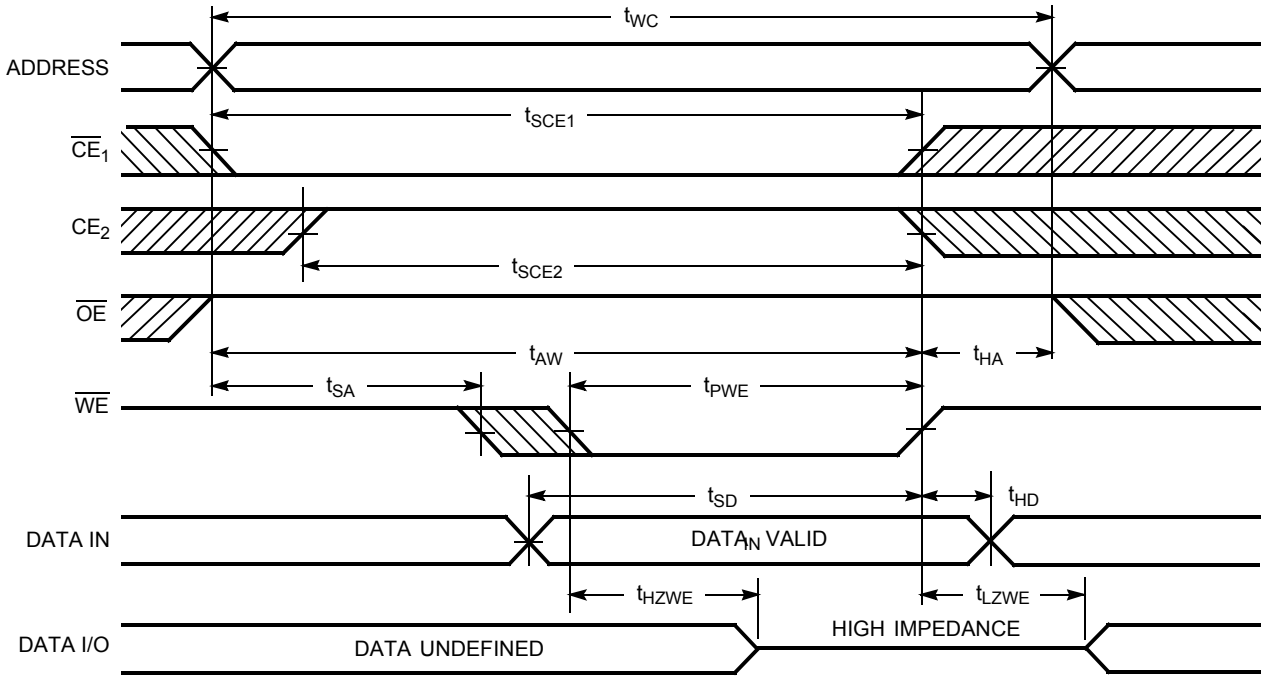 tWC
ADDRESS
tSCE1
CE1
CE2
tSCE2
OE
tAW
tHA
tSA
tPWE
WE
tSD
tHD
DATA IN
DATAIN VALID
tHZWE
tLZWE
HIGH IMPEDANCE
DATA I/O
DATA UNDEFINED